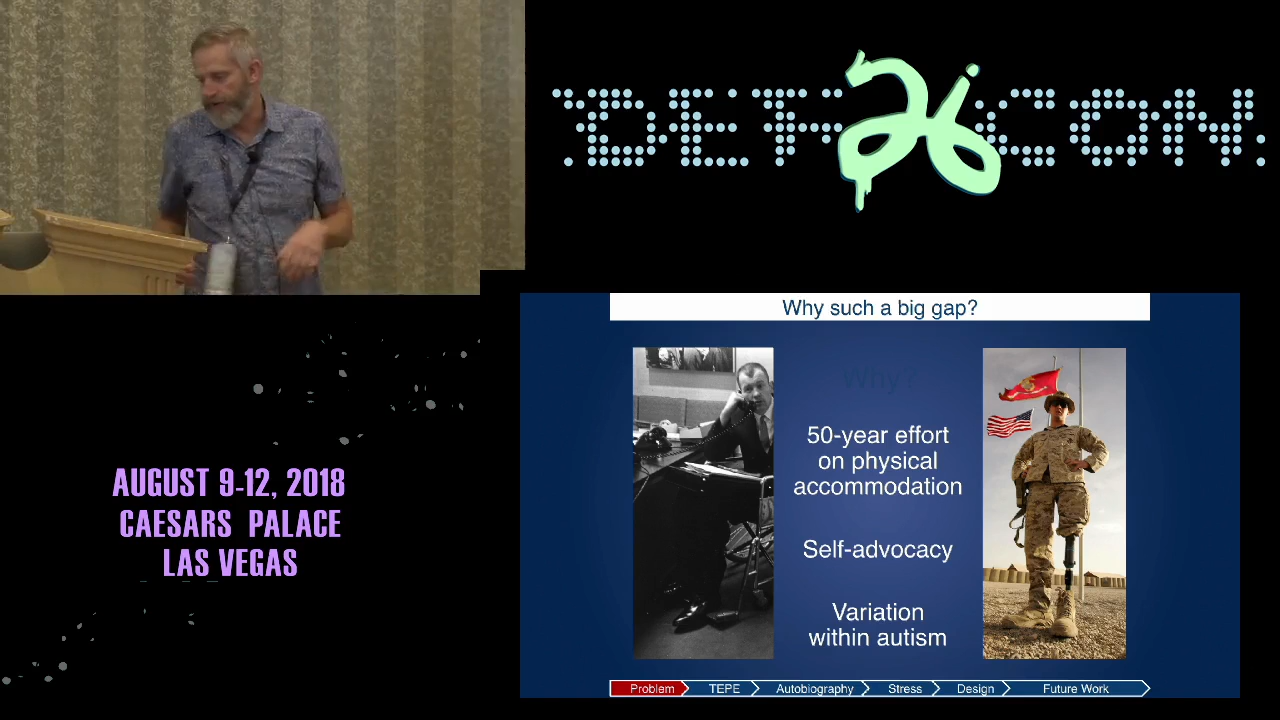 DEF 26 CON
Why such a big gap?
Why?
50-year effort
on physical
accommodation
Self-advocacy
Variation
within autism
Problem
TEPE
Autobiography
Stress
Design
Future Work
AUGUST 9-12, 2018
CAESARS PALACE
LAS VEGAS